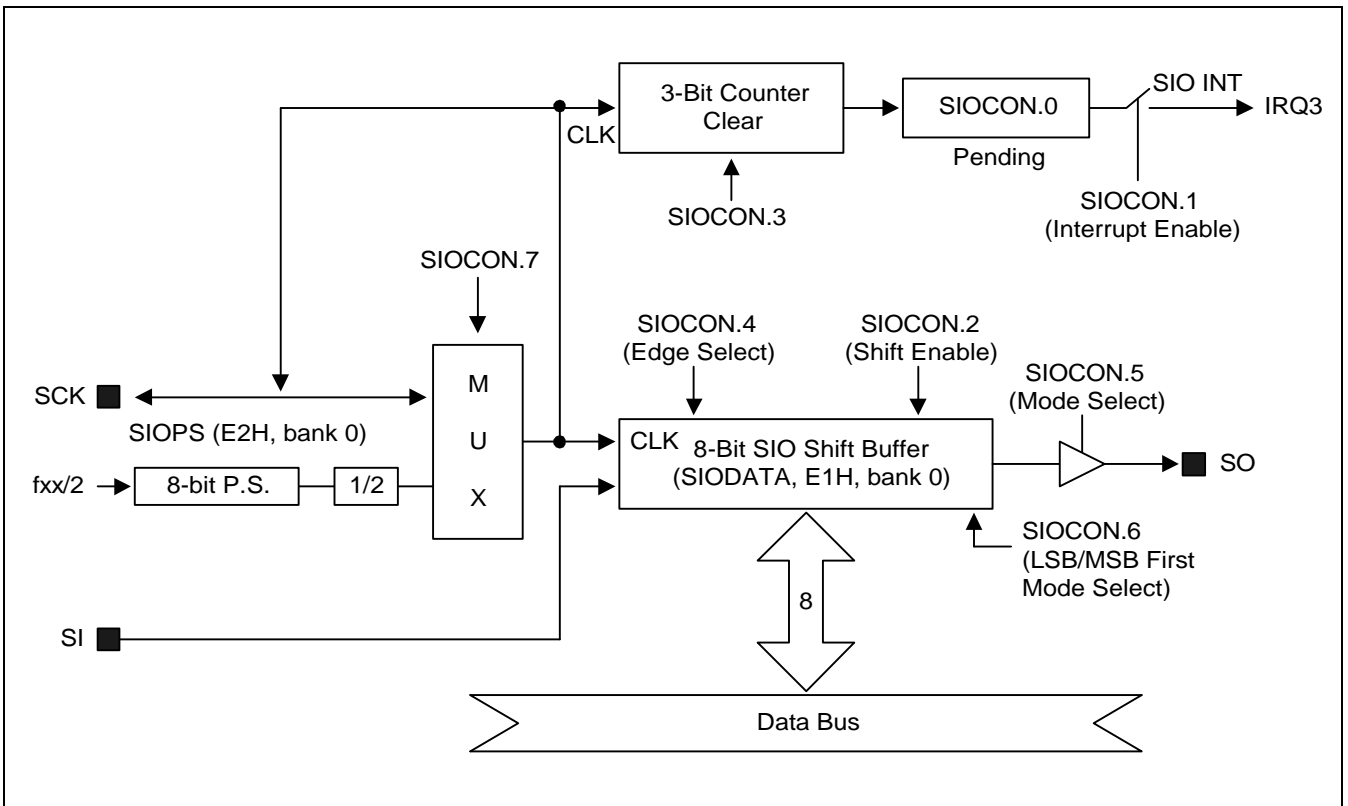 3-Bit Counter
Clear
CLK
SIOCON.0
Pending
SIO INT
IRQ3
SIOCON.3
SIOCON.1
(Interrupt Enable)
SIOCON.7
SIOCON.4
(Edge Select)
SIOCON.2
(Shift Enable)
SIOCON.5
(Mode Select)
SCK
SIOPS (E2H, bank 0)
fxx/2
8-bit P.S.
1/2
M
U
X
CLK
8-Bit SIO Shift Buffer
(SIODATA, E1H, bank 0)
SO
SIOCON.6
(LSB/MSB First
Mode Select)
8
SI
Data Bus